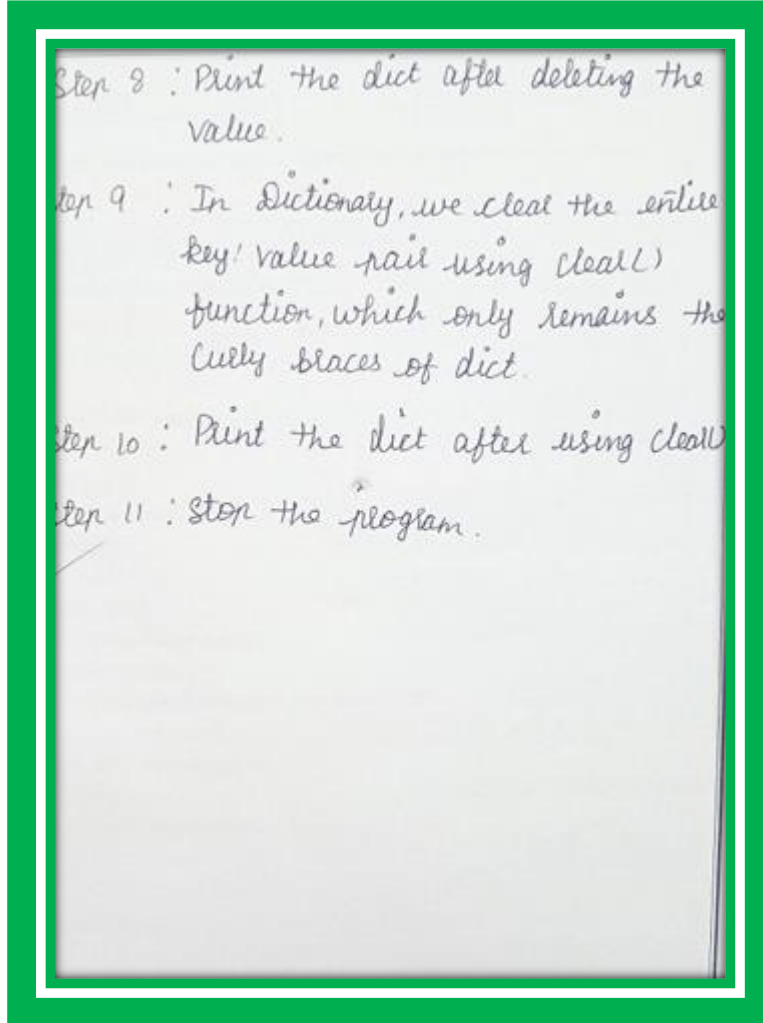 Step 8 : Print the dict after deleting the
value.
tep 9 : In Dictionary, we clear the entire
key: value pair using clear()
function, which only remains the
Curly braces of dict.
step 10 : Print the dict after using clear()
step 11 : Stop the program.